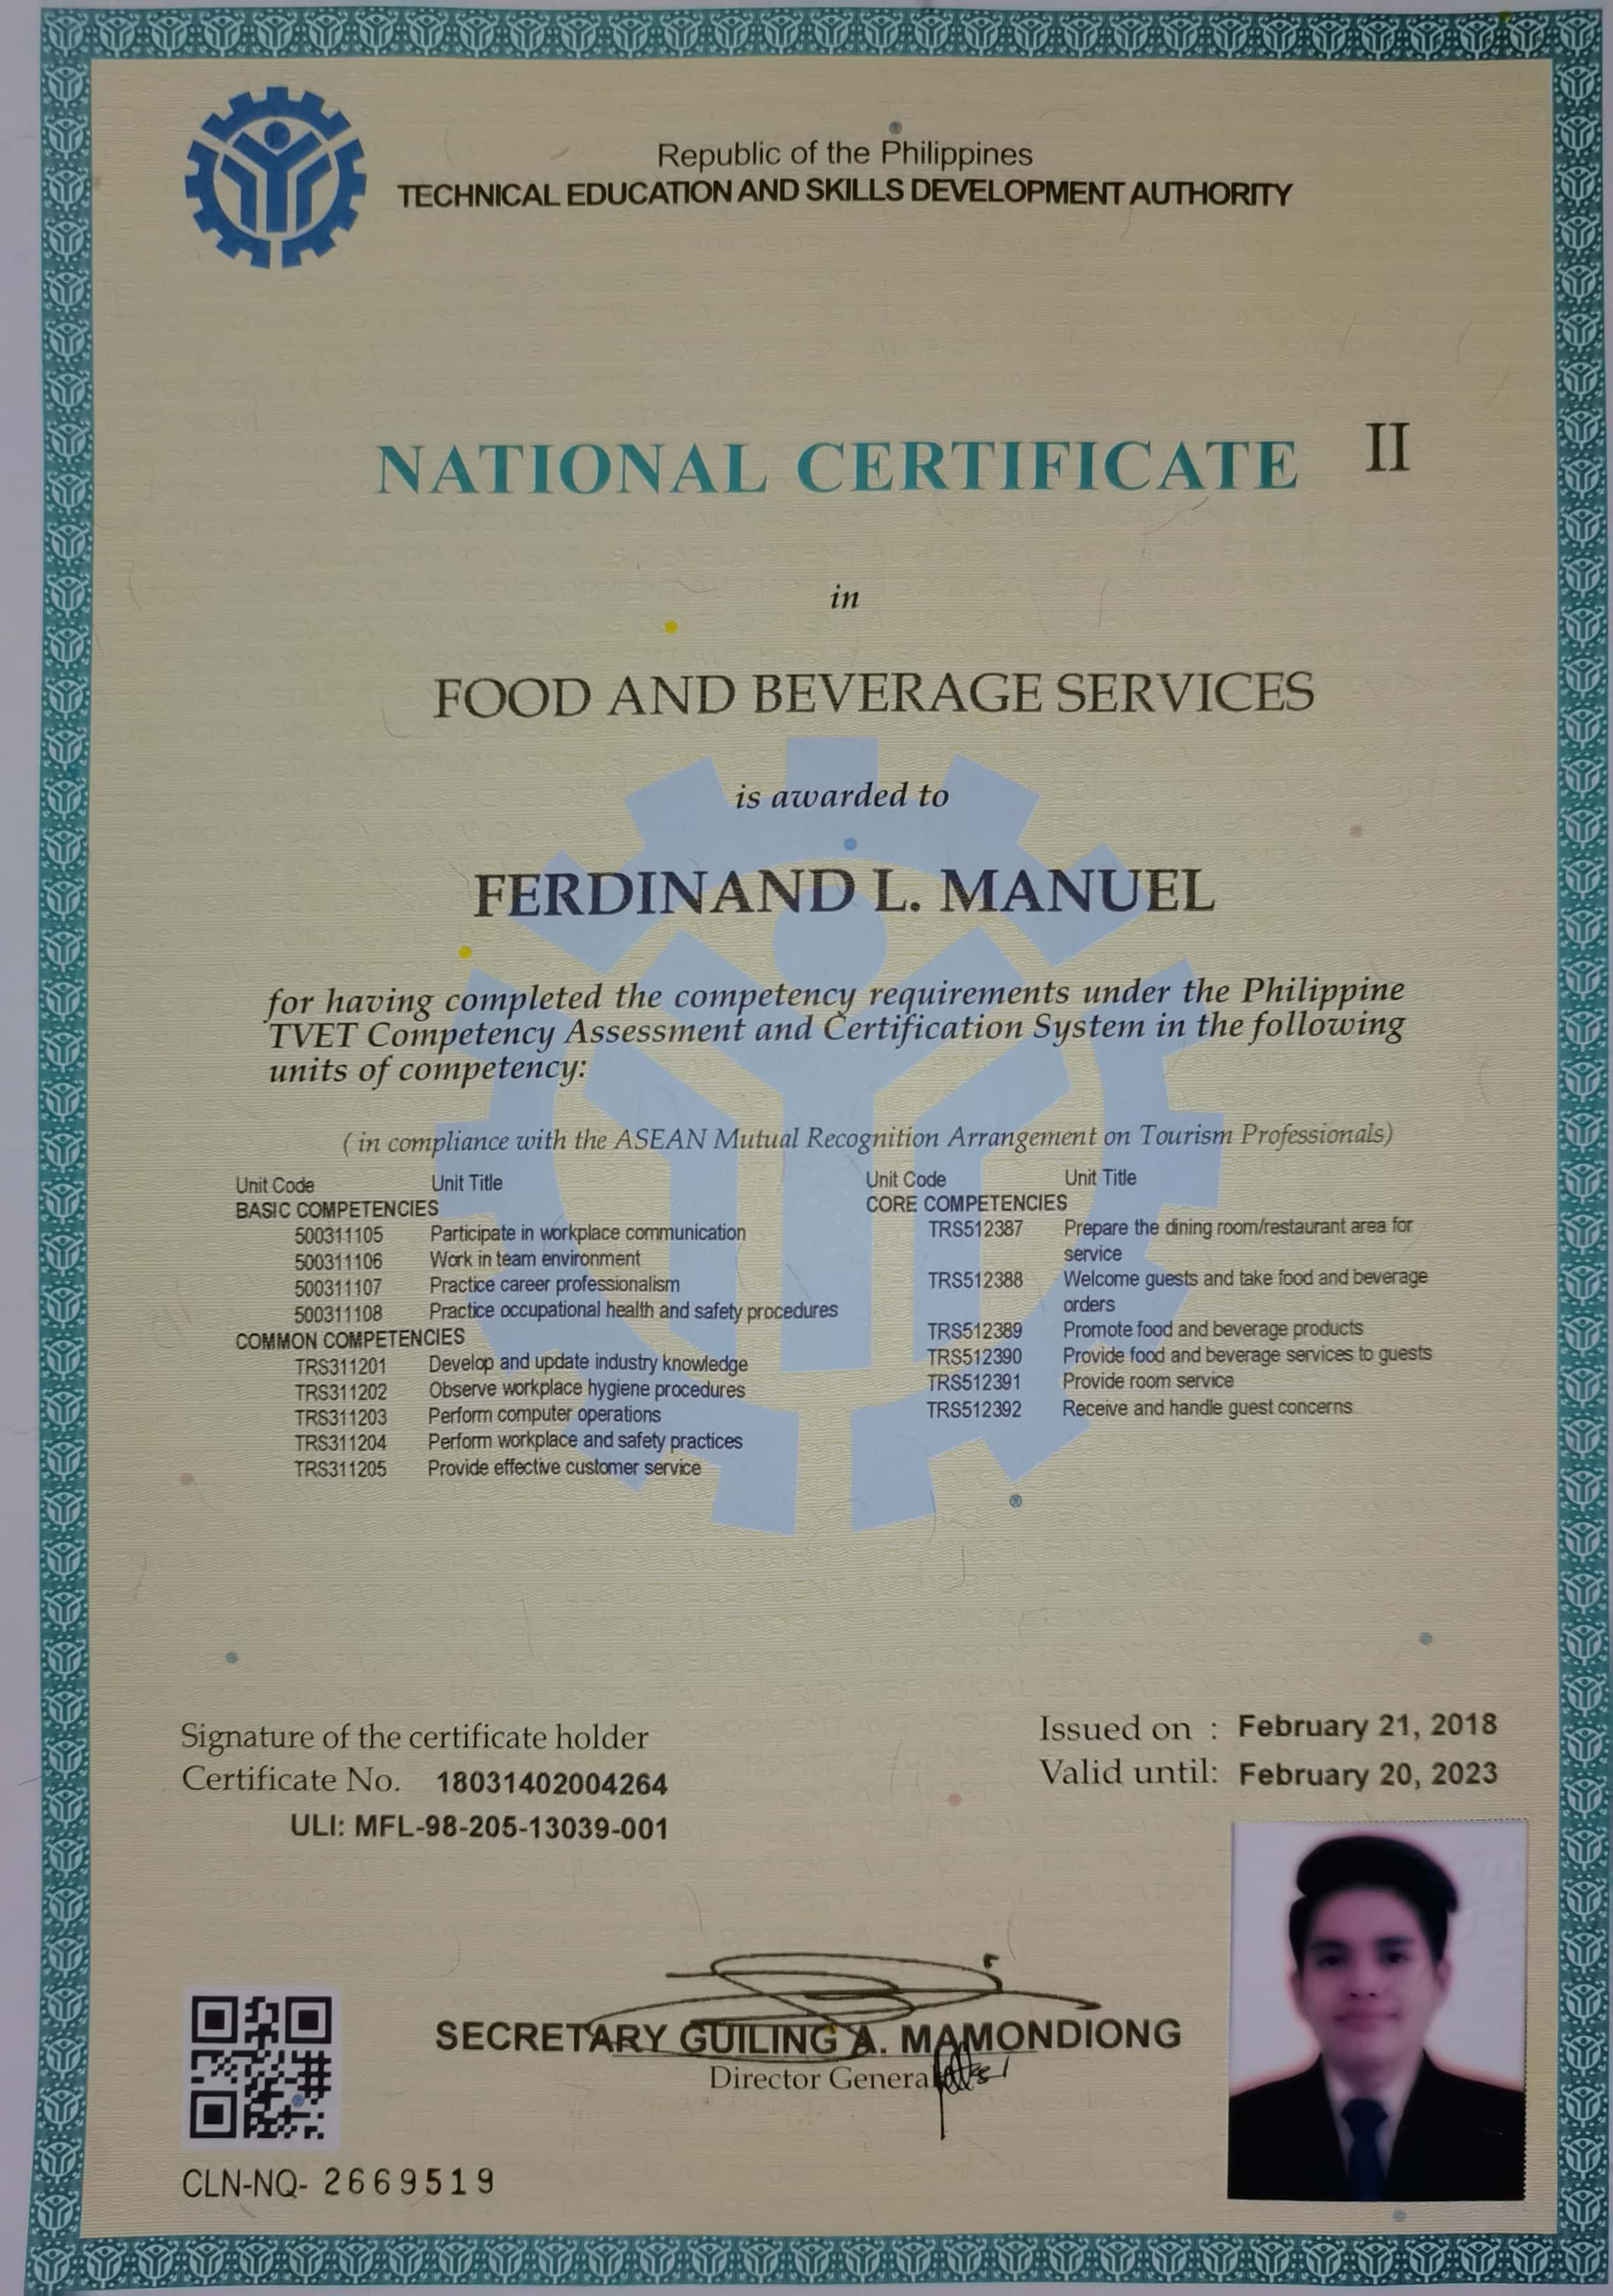 Republic of the Philippines
TECHNICAL EDUCATION AND SKILLS DEVELOPMENT AUTHORITY
NATIONAL CERTIFICATE II
in
FOOD AND BEVERAGE SERVICES
is awarded to
FERDINAND L. MANUEL
for having completed the competency requirements under the Philippine
TVET Competency Assessment and Certification System in the following
units of competency:
( in compliance with the ASEAN Mutual Recognition Arrangement on Tourism Professionals)
Unit Code Unit Title
BASIC COMPETENCIES
500311105 Participate in workplace communication
500311106 Work in team environment
500311107 Practice career professionalism
500311108 Practice occupational health and safety procedures
COMMON COMPETENCIES
TRS311201 Develop and update industry knowledge
TRS311202 Observe workplace hygiene procedures
TRS311203 Perform computer operations
TRS311204 Perform workplace and safety practices
TRS311205 Provide effective customer service
Unit Code Unit Title
CORE COMPETENCIES
TRS512387 Prepare the dining room/restaurant area for
service
TRS512388 Welcome guests and take food and beverage
orders
TRS512389 Promote food and beverage products
TRS512390 Provide food and beverage services to guests
TRS512391 Provide room service
TRS512392 Receive and handle guest concerns
Signature of the certificate holder
Certificate No. 18031402004264
ULI: MFL-98-205-13039-001
Issued on : February 21, 2018
Valid until: February 20, 2023
SECRETARY GUILING A. MAMONDIONG
Director General
CLN-NQ- 2669519